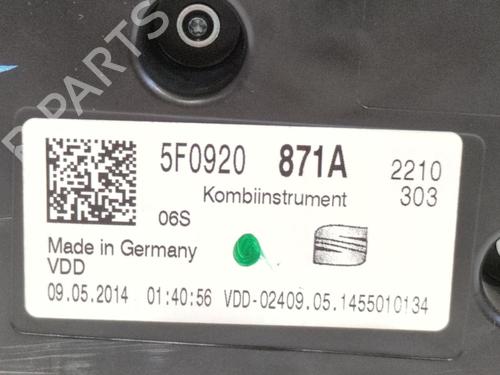 B PARTS
5F0920 871A 2210
Kombiinstrument 303
06S
Made in Germany
VDD
09.05.2014 01:40:56 VDD-02409.05.1455010134